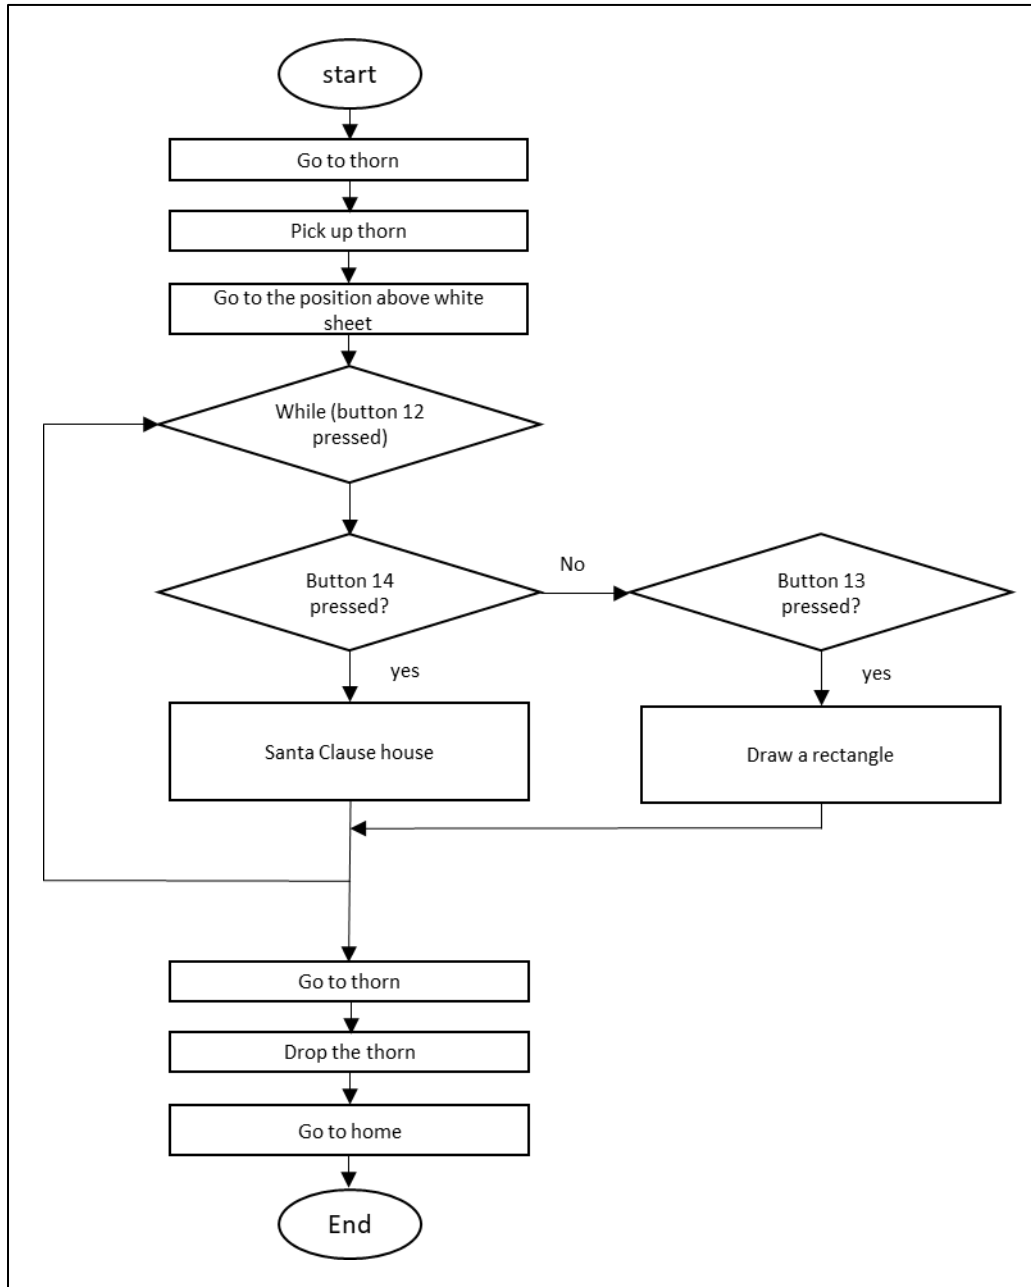 start
Go to thorn
Pick up thorn
Go to the position above white
sheet
While (button 12
pressed)
Button 14
pressed?
No
Button 13
pressed?
yes
yes
Santa Clause house
Draw a rectangle
Go to thorn
Drop the thorn
Go to home
End